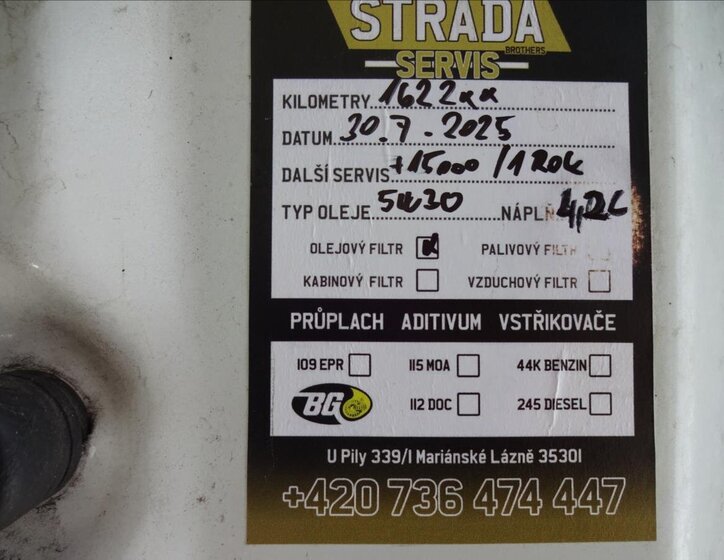 STRADA
BROTHERS
SERVIS
KILOMETRY 1622xx
DATUM 30.7.2025
DALŠÍ SERVIS +15000/1 ROK
TYP OLEJE 5W30 NÁPLŇ 4,2L
OLEJOVÝ FILTR PALIVOVÝ FILTR
KABINOVÝ FILTR VZDUCHOVÝ FILTR
PRŮPLACH ADITIVUM VSTŘIKOVAČE
109 EPR 115 MOA 44K BENZIN
BG 112 DOC 245 DIESEL
U Pily 339/1 Mariánské Lázně 35301
+420 736 474 447